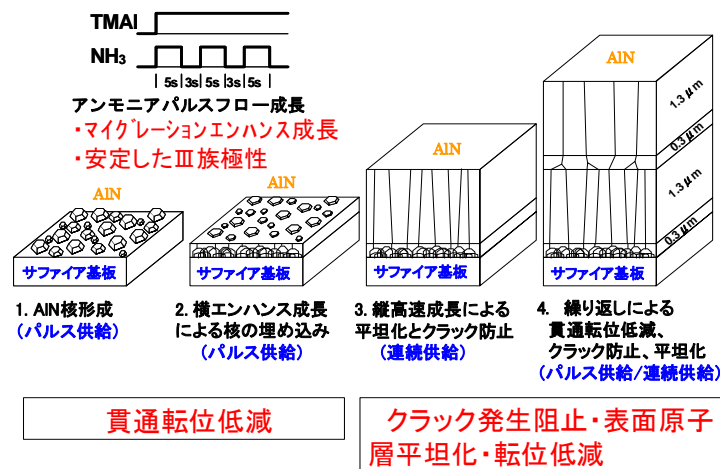 TMAl
NH₃
5s 3s 5s 3s 5s
アンモニアパルスフロー成長
・マイグレーションエンハンス成長
・安定したⅢ族極性
AlN
サファイア基板
1. AlN核形成
(パルス供給)
AlN
サファイア基板
2. 横エンハンス成長
による核の埋め込み
(パルス供給)
AlN
サファイア基板
3. 縦高速成長による
平坦化とクラック防止
(連続供給)
AlN
1.3μm
0.3μm
1.3μm
0.3μm
サファイア基板
4. 繰り返しによる
貫通転位低減、
クラック防止、平坦化
(パルス供給/連続供給)
貫通転位低減
クラック発生阻止・表面原子
層平坦化・転位低減